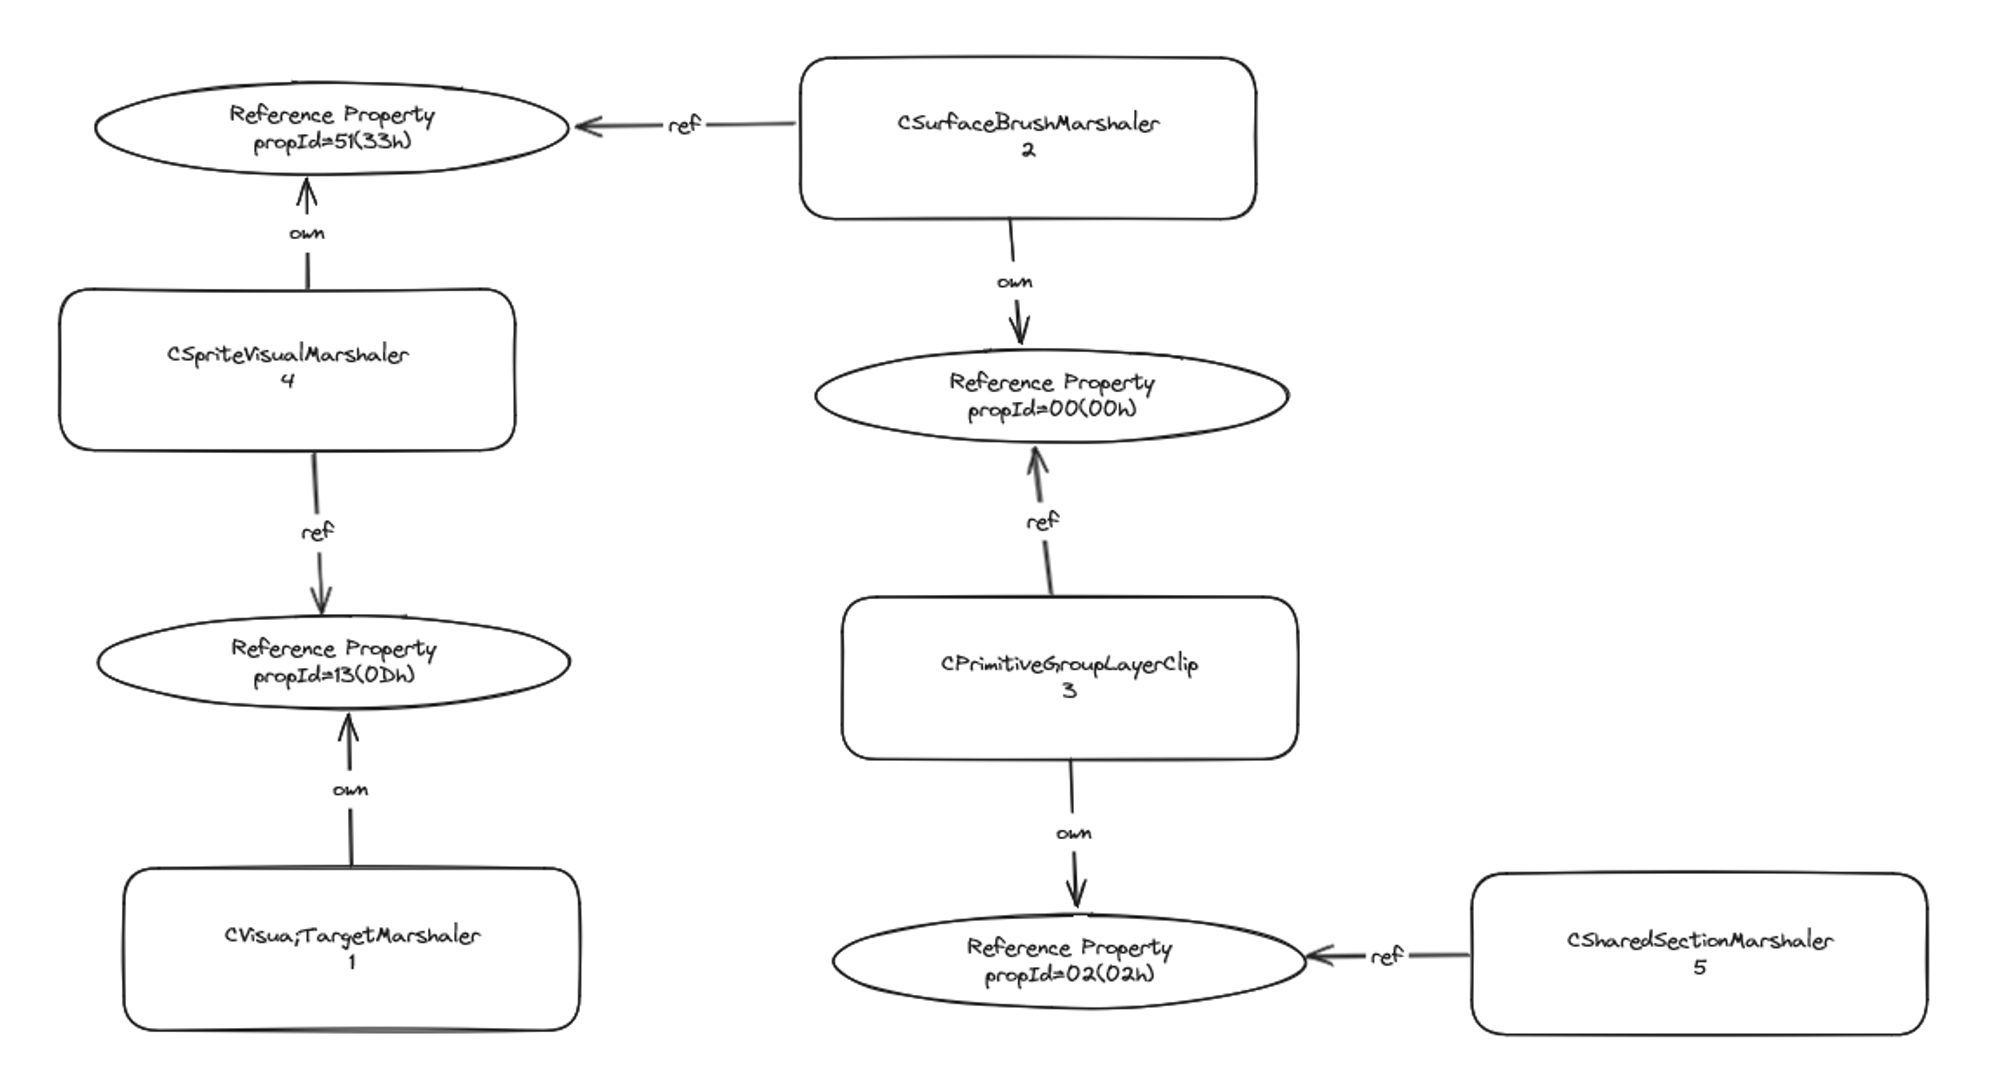 Reference Property
propId=51(33h)
ref
CSurfaceBrushMarshaler
2
own
own
CSpriteVisualMarshaler
4
Reference Property
propId=00(00h)
ref
ref
Reference Property
propId=13(0Dh)
CPrimitiveGroupLayerClip
3
own
own
CVisua;TargetMarshaler
1
Reference Property
propId=02(02h)
ref
CSharedSectionMarshaler
5